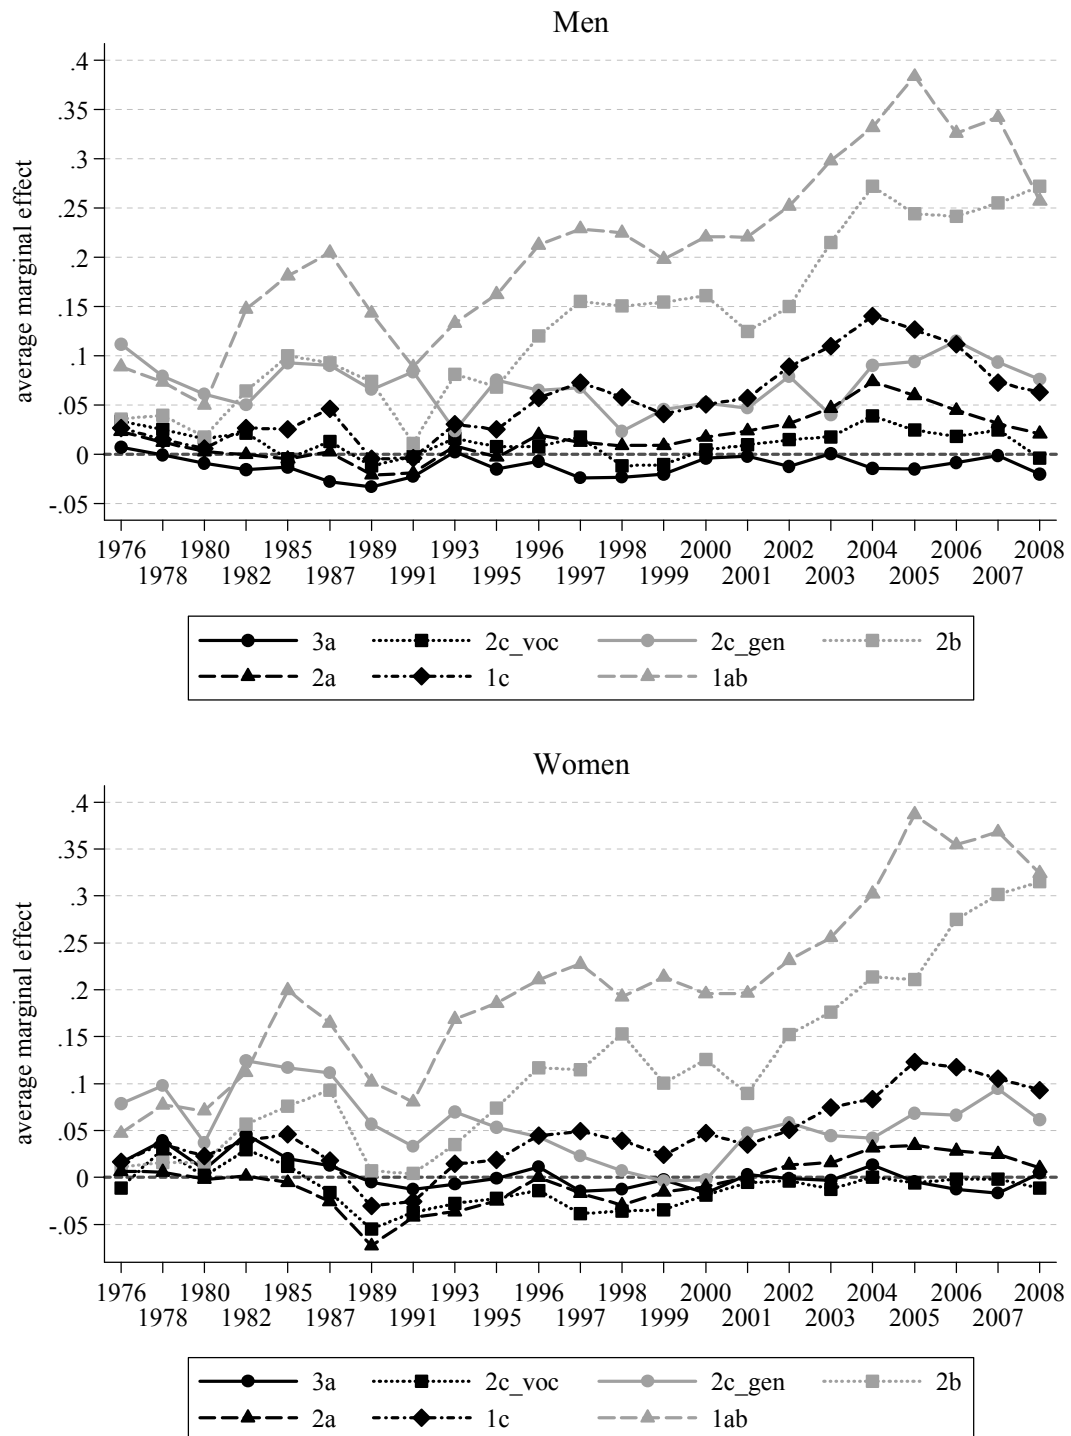 Men
average marginal effect
.4
.35
.3
.25
.2
.15
.1
.05
0
-.05
1976 1980 1985 1989 1993 1996 1998 2000 2002 2004 2006 2008
1978 1982 1987 1991 1995 1997 1999 2001 2003 2005 2007
3a 2c_voc 2c_gen 2b
2a 1c 1ab
Women
average marginal effect
.4
.35
.3
.25
.2
.15
.1
.05
0
-.05
1976 1980 1985 1989 1993 1996 1998 2000 2002 2004 2006 2008
1978 1982 1987 1991 1995 1997 1999 2001 2003 2005 2007
3a 2c_voc 2c_gen 2b
2a 1c 1ab